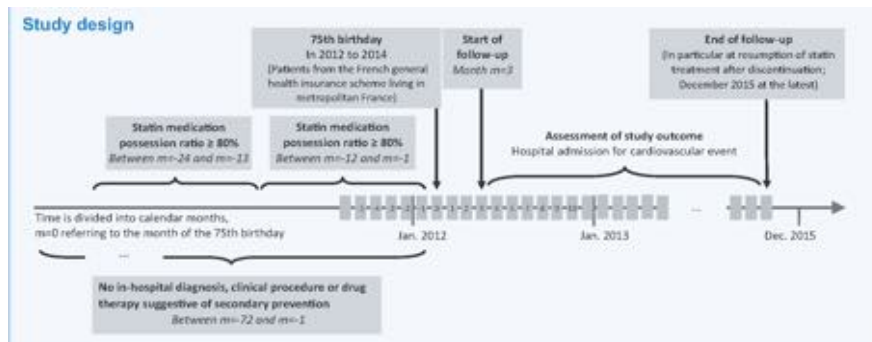 Study design
75th birthday
In 2012 to 2014
(Patients from the French general
health insurance scheme living in
metropolitan France)
Start of
follow-up
Month m=3
End of follow-up
(In particular at resumption of statin
treatment after discontinuation;
December 2015 at the latest)
Statin medication
possession ratio ≥ 80%
Between m=-24 and m=-13
Statin medication
possession ratio ≥ 80%
Between m=-12 and m=-1
Assessment of study outcome
Hospital admission for cardiovascular event
Time is divided into calendar months,
m=0 referring to the month of the 75th birthday
...
...
Jan. 2012
Jan. 2013
Dec. 2015
No in-hospital diagnosis, clinical procedure or drug
therapy suggestive of secondary prevention
Between m=-72 and m=-1